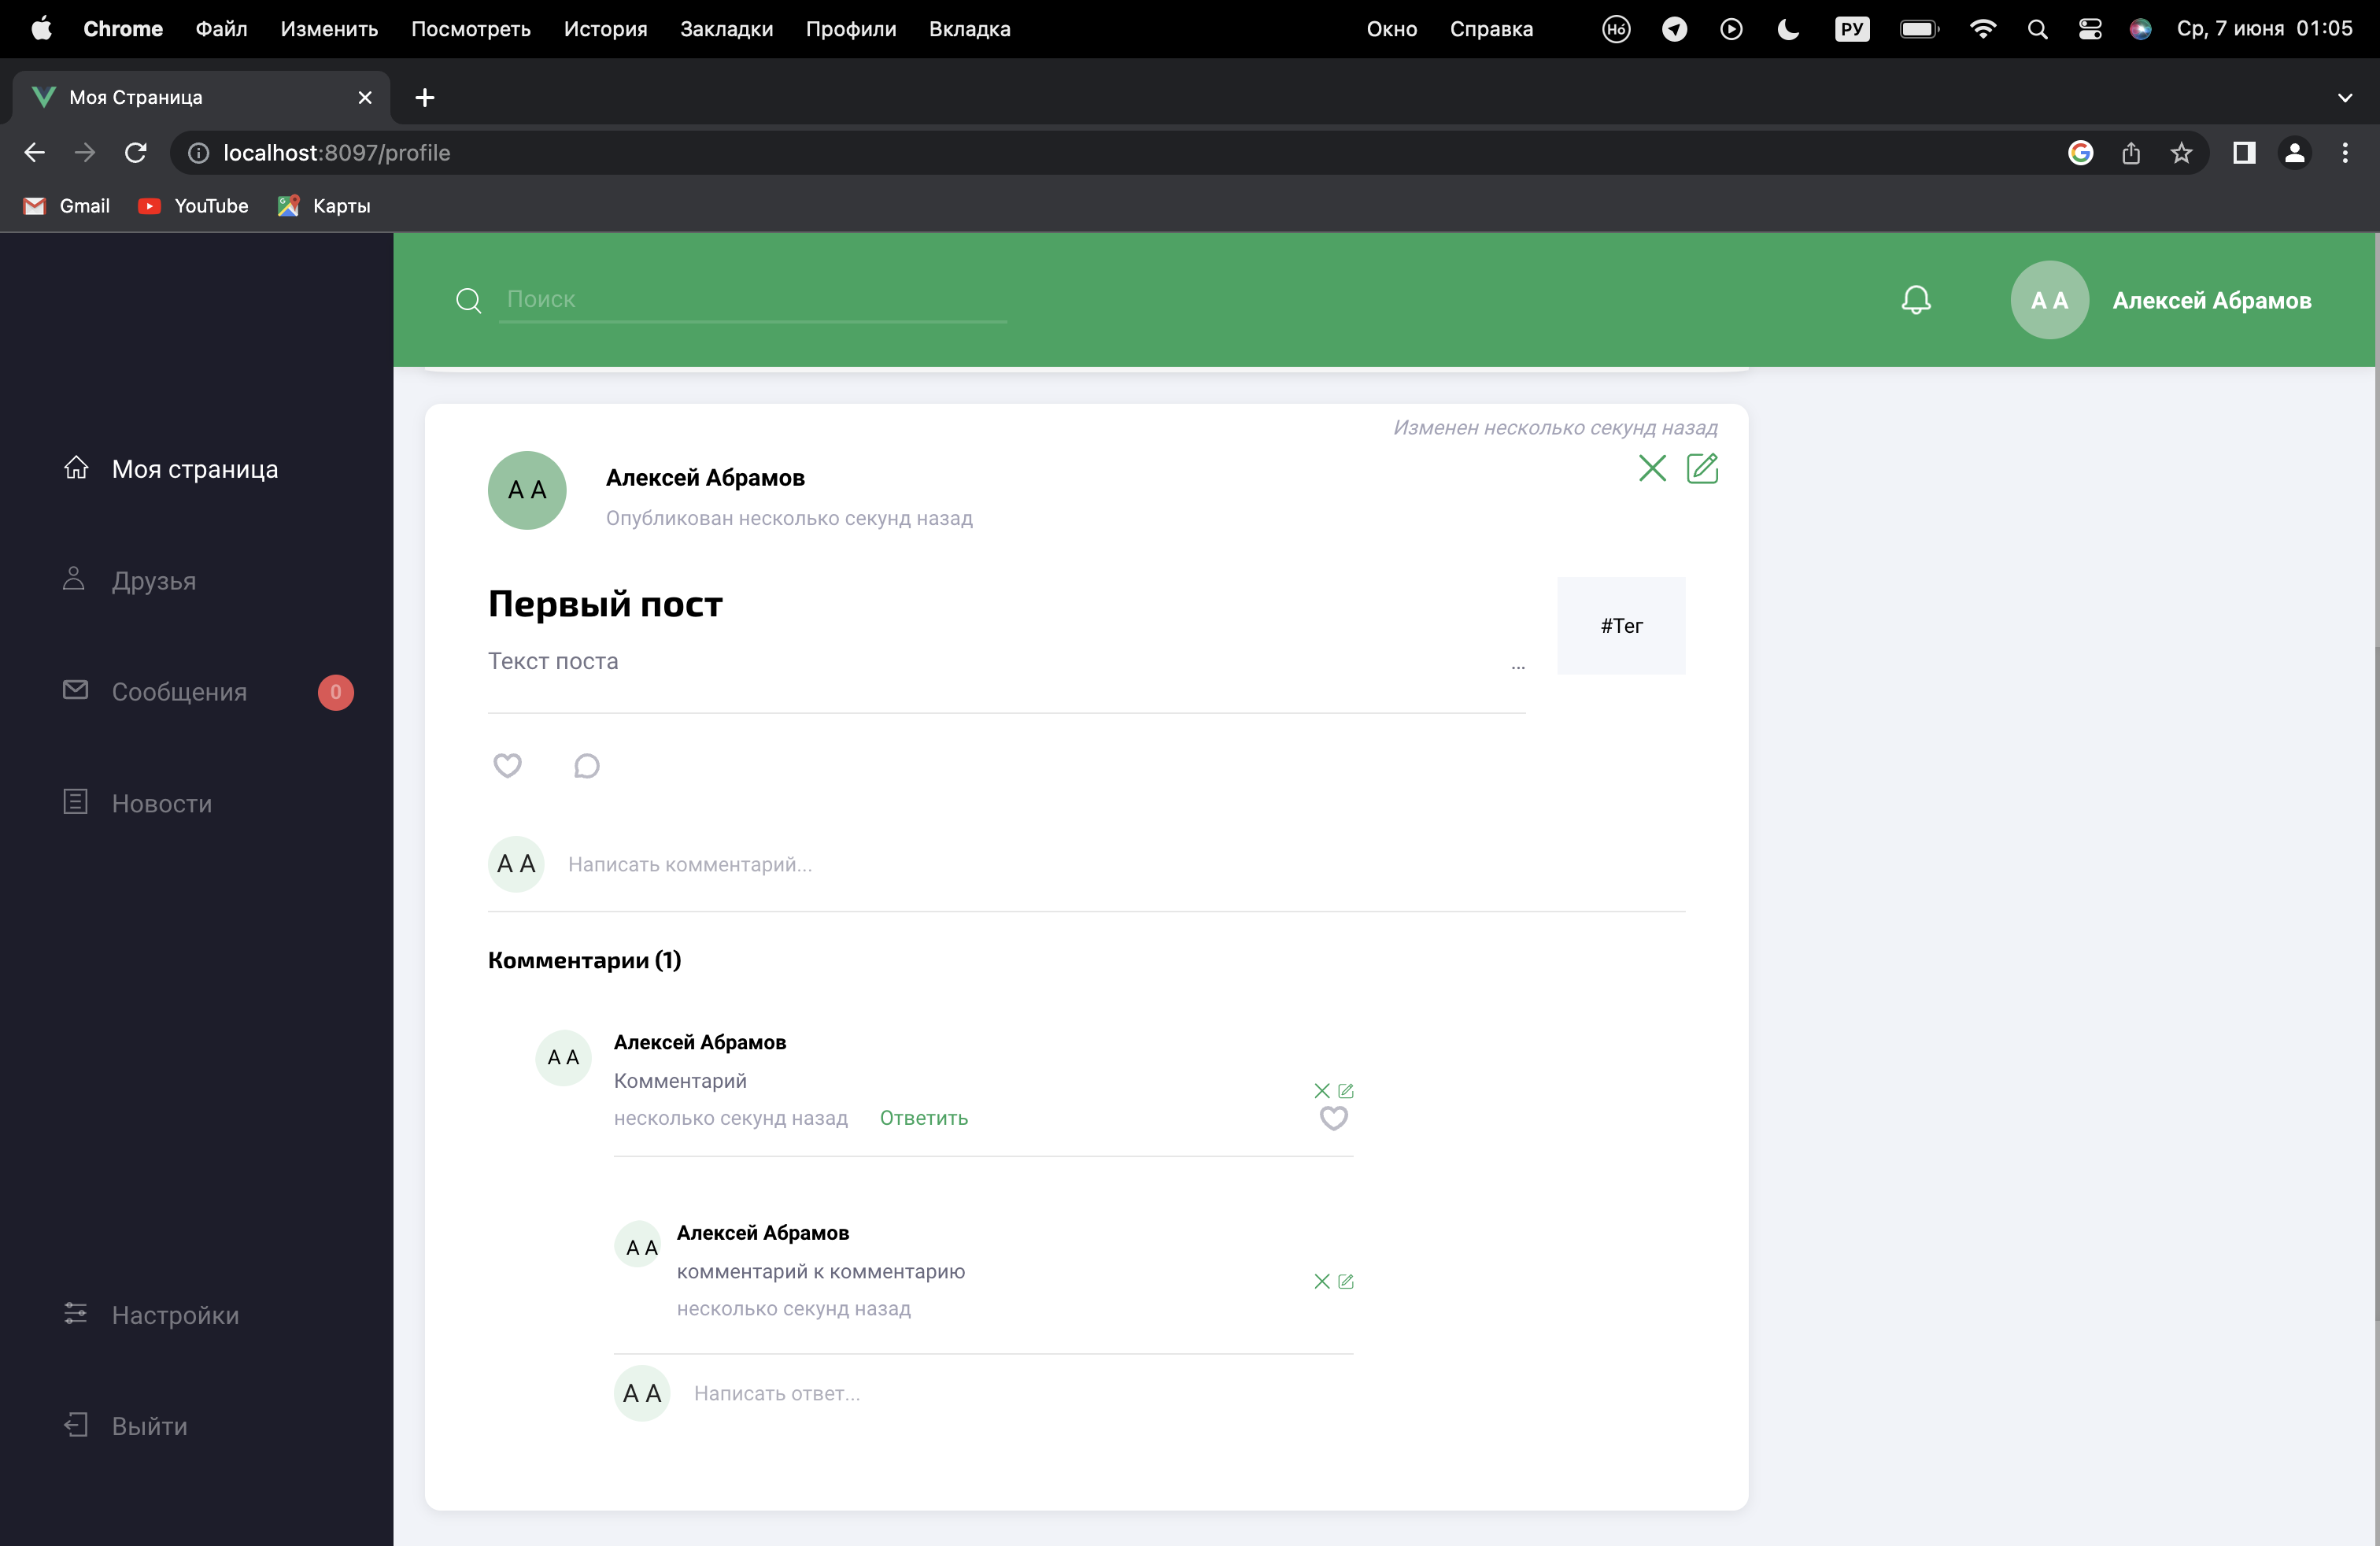 Chrome Файл Изменить Посмотреть История Закладки Профили Вкладка Окно Справка Hó РУ Ср, 7 июня 01:05
Моя Страница
localhost:8097/profile
Gmail YouTube Карты
Поиск
А А Алексей Абрамов
Моя страница
Друзья
Сообщения 0
Новости
Настройки
Выйти
Изменен несколько секунд назад
А А
Алексей Абрамов
Опубликован несколько секунд назад
Первый пост
Текст поста
...
#Тег
А А Написать комментарий...
Комментарии (1)
А А
Алексей Абрамов
Комментарий
несколько секунд назад Ответить
А А
Алексей Абрамов
комментарий к комментарию
несколько секунд назад
А А Написать ответ...